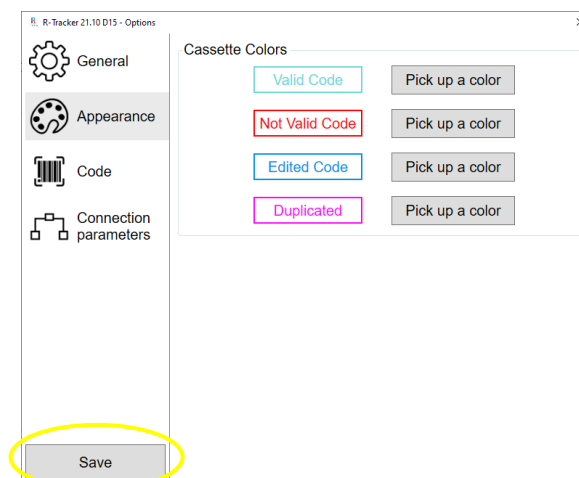 R-Tracker 21.10 D15 - Options
General
Appearance
Code
Connection
parameters
Save
Cassette Colors
Valid Code Pick up a color
Not Valid Code Pick up a color
Edited Code Pick up a color
Duplicated Pick up a color